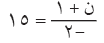 ١٥ = (ن + ١) / (-٢)